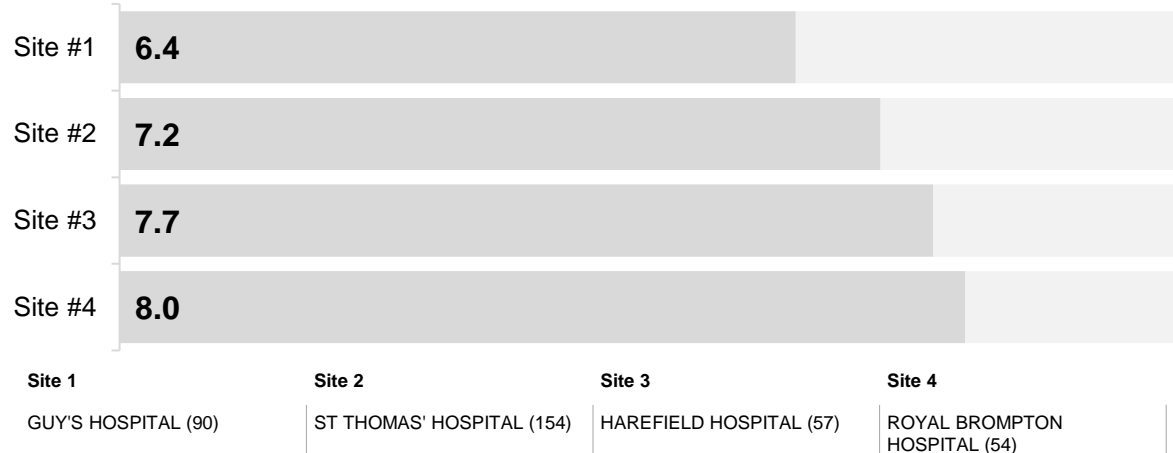 Site #1 6.4
Site #2 7.2
Site #3 7.7
Site #4 8.0
Site 1 Site 2 Site 3 Site 4
GUY'S HOSPITAL (90) ST THOMAS' HOSPITAL (154) HAREFIELD HOSPITAL (57) ROYAL BROMPTON
HOSPITAL (54)